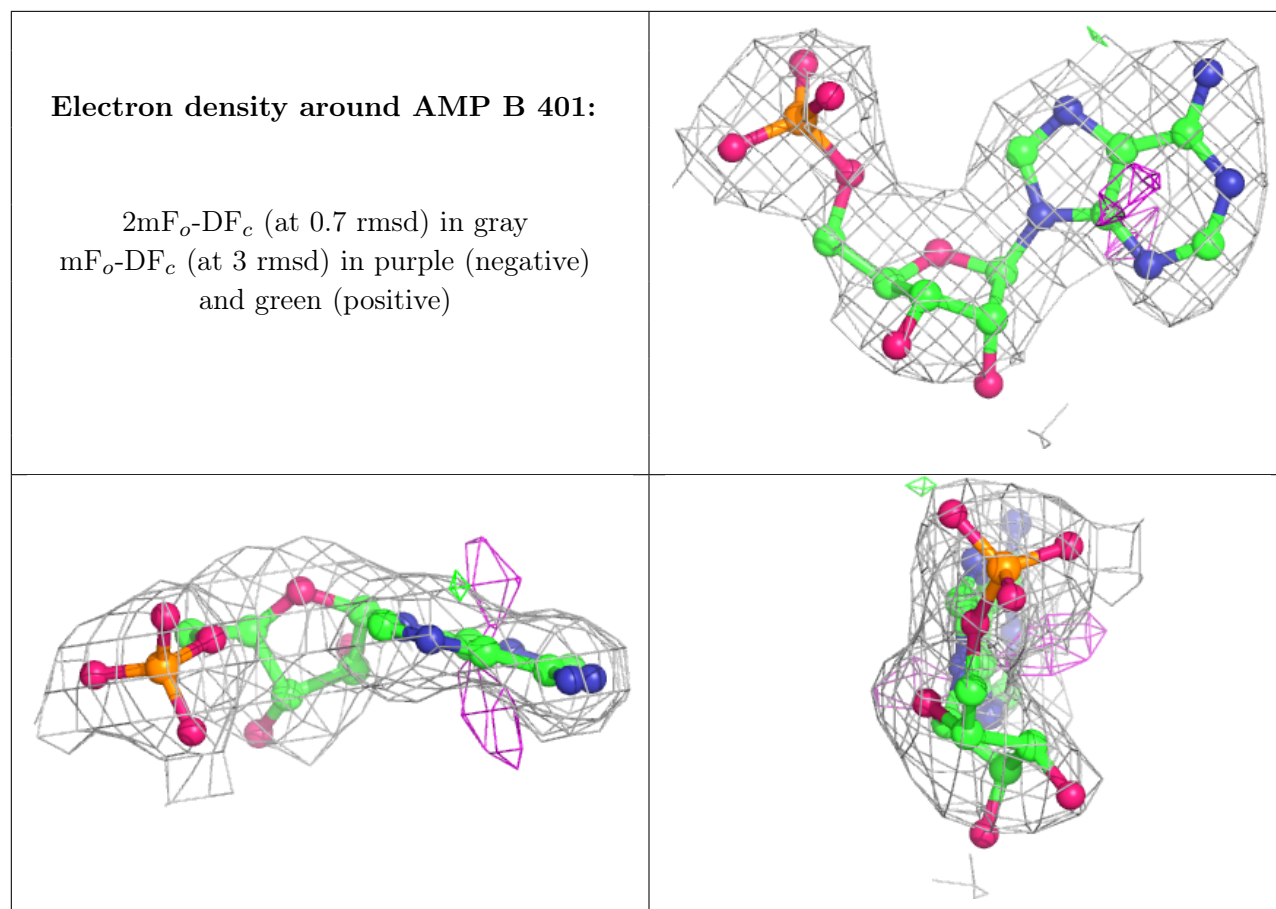 Electron density around AMP B 401:
2mFo-DFc (at 0.7 rmsd) in gray
mFo-DFc (at 3 rmsd) in purple (negative)
and green (positive)